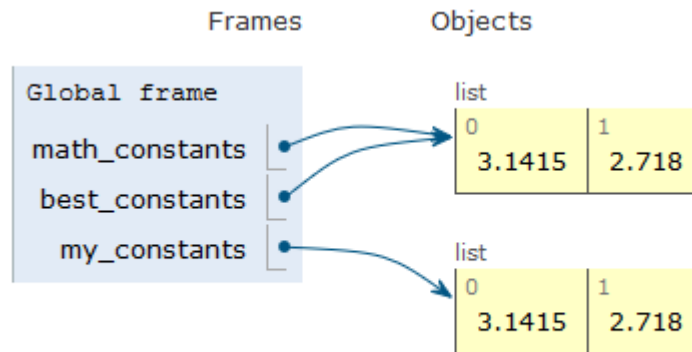 Frames Objects
Global frame
math_constants
best_constants
my_constants
list
0 1
3.1415 2.718
list
0 1
3.1415 2.718